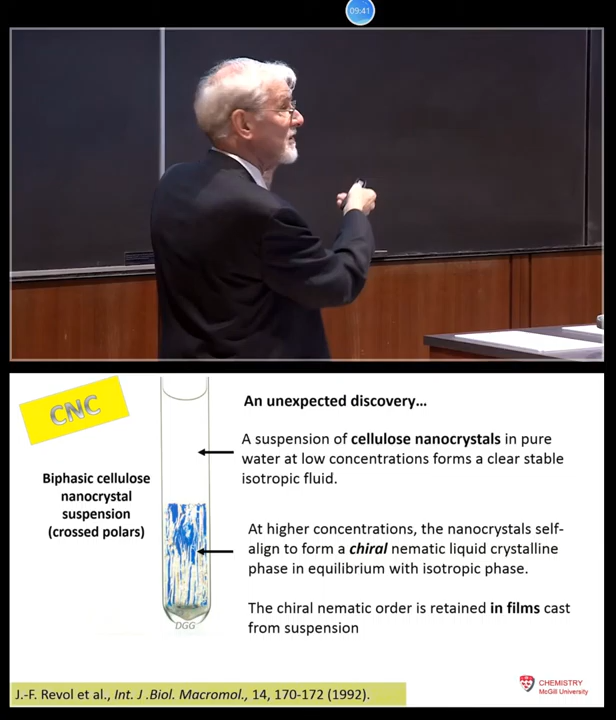 09:41
CNC
Biphasic cellulose
nanocrystal
suspension
(crossed polars)
DGG
An unexpected discovery...
A suspension of cellulose nanocrystals in pure
water at low concentrations forms a clear stable
isotropic fluid.
At higher concentrations, the nanocrystals self-
align to form a chiral nematic liquid crystalline
phase in equilibrium with isotropic phase.
The chiral nematic order is retained in films cast
from suspension
J.-F. Revol et al., Int. J .Biol. Macromol., 14, 170-172 (1992).
CHEMISTRY
McGill University